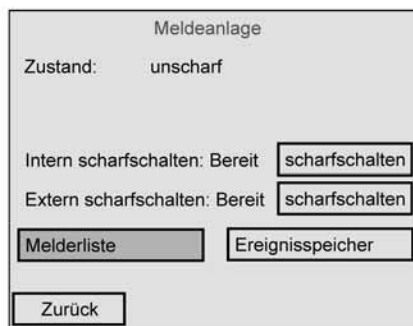 Meldeanlage
Zustand: unscharf
Intern scharfschalten: Bereit scharfschalten
Extern scharfschalten: Bereit scharfschalten
Melderliste Ereignisspeicher
Zurück